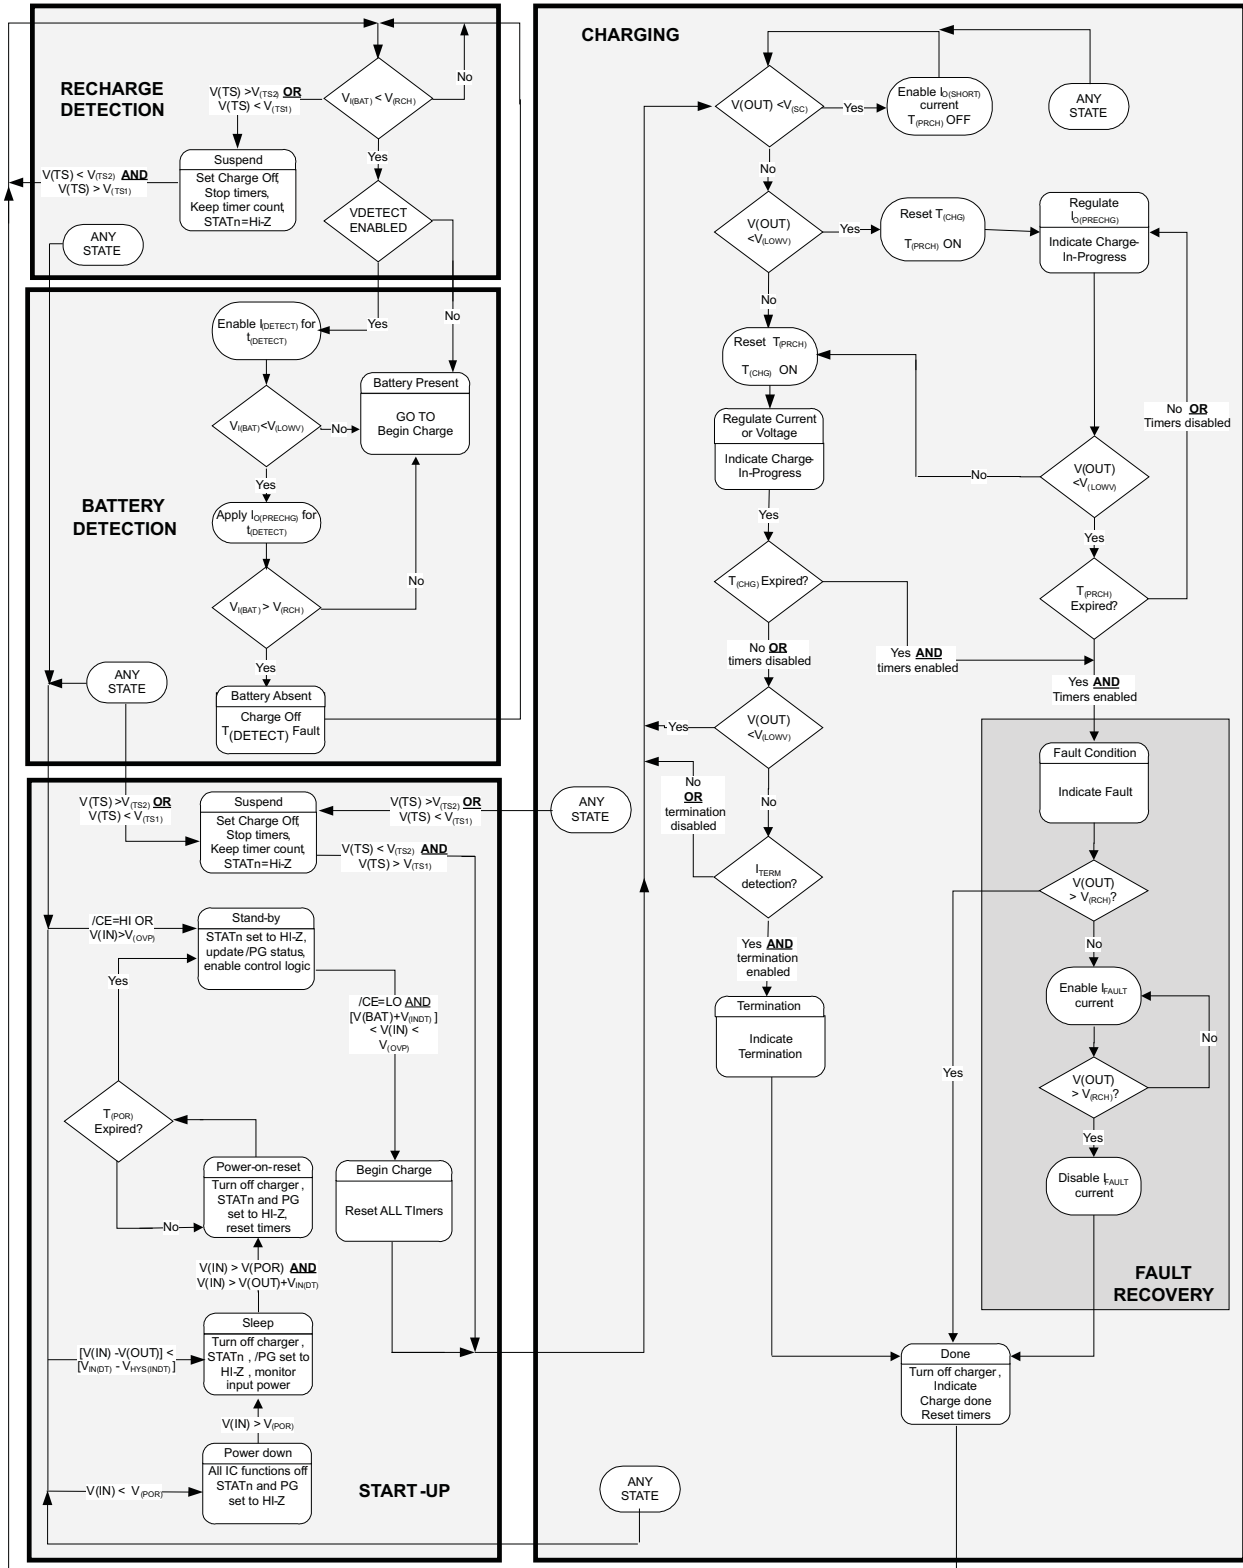 RECHARGE
DETECTION
V(TS) >V(TS2) OR
V(TS) < V(TS1)
VI(BAT) < V(RCH)
No
Yes
Suspend
Set Charge Off,
Stop timers,
Keep timer count,
STATn=Hi-Z
V(TS) < V(TS2) AND
V(TS) > V(TS1)
VDETECT
ENABLED
ANY
STATE
Yes
No
BATTERY
DETECTION
Enable I(DETECT) for
t(DETECT)
Battery Present
GO TO
Begin Charge
VI(BAT)<V(LOWV)
No
Yes
Apply IO(PRECHG) for
t(DETECT)
No
VI(BAT) > V(RCH)
Yes
ANY
STATE
Battery Absent
Charge Off
T(DETECT) Fault
V(TS) >V(TS2) OR
V(TS) < V(TS1)
Suspend
Set Charge Off,
Stop timers,
Keep timer count,
STATn=Hi-Z
V(TS) >V(TS2) OR
V(TS) < V(TS1)
V(TS) < V(TS2) AND
V(TS) > V(TS1)
ANY
STATE
/CE=HI OR
V(IN)>V(OVP)
Stand-by
STATn set to HI-Z,
update /PG status,
enable control logic
Yes
/CE=LO AND
[V(BAT)+V(INDT) ]
< V(IN) <
V(OVP)
T(POR)
Expired?
Power-on-reset
Turn off charger ,
STATn and PG
set to HI-Z,
reset timers
No
Begin Charge
Reset ALL TImers
V(IN) > V(POR) AND
V(IN) > V(OUT)+VIN(DT)
Sleep
Turn off charger ,
STATn , /PG set to
HI-Z , monitor
input power
[V(IN) -V(OUT)] <
[VIN(DT) - VHYS(INDT) ]
V(IN) > V(POR)
Power down
All IC functions off
STATn and PG
set to HI-Z
V(IN) < V(POR)
START-UP
CHARGING
V(OUT) <V(SC)
Yes
Enable IO(SHORT)
current
T(PRCH) OFF
ANY
STATE
No
V(OUT)
<V(LOWV)
Yes
Reset T(CHG)
T(PRCH) ON
Regulate
IO(PRECHG)
Indicate Charge-
In-Progress
No
Reset T(PRCH)
T(CHG) ON
Regulate Current
or Voltage
Indicate Charge-
In-Progress
No OR
Timers disabled
No
V(OUT)
<V(LOWV)
Yes
Yes
T(CHG) Expired?
T(PRCH)
Expired?
No OR
timers disabled
Yes AND
timers enabled
Yes AND
Timers enabled
V(OUT)
<V(LOWV)
Yes
No
OR
termination
disabled
No
ITERM
detection?
Yes AND
termination
enabled
Termination
Indicate
Termination
Fault Condition
Indicate Fault
V(OUT)
> V(RCH)?
No
Enable IFAULT
current
No
Yes
V(OUT)
> V(RCH)?
Yes
Disable IFAULT
current
FAULT
RECOVERY
Done
Turn off charger ,
Indicate
Charge done
Reset timers
ANY
STATE